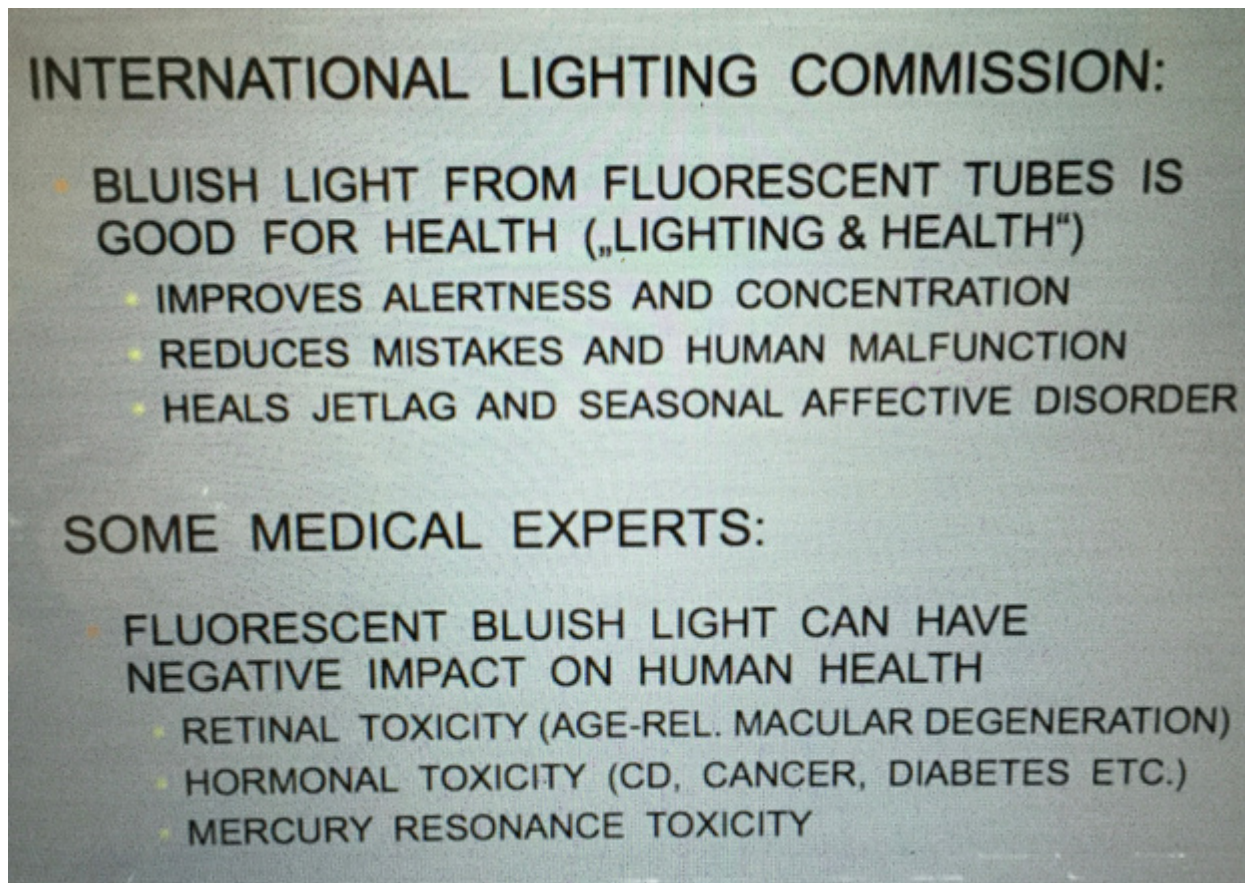 INTERNATIONAL LIGHTING COMMISSION:
BLUISH LIGHT FROM FLUORESCENT TUBES IS
GOOD FOR HEALTH („LIGHTING & HEALTH“)
IMPROVES ALERTNESS AND CONCENTRATION
REDUCES MISTAKES AND HUMAN MALFUNCTION
HEALS JETLAG AND SEASONAL AFFECTIVE DISORDER
SOME MEDICAL EXPERTS:
FLUORESCENT BLUISH LIGHT CAN HAVE
NEGATIVE IMPACT ON HUMAN HEALTH
RETINAL TOXICITY (AGE-REL. MACULAR DEGENERATION)
HORMONAL TOXICITY (CD, CANCER, DIABETES ETC.)
MERCURY RESONANCE TOXICITY